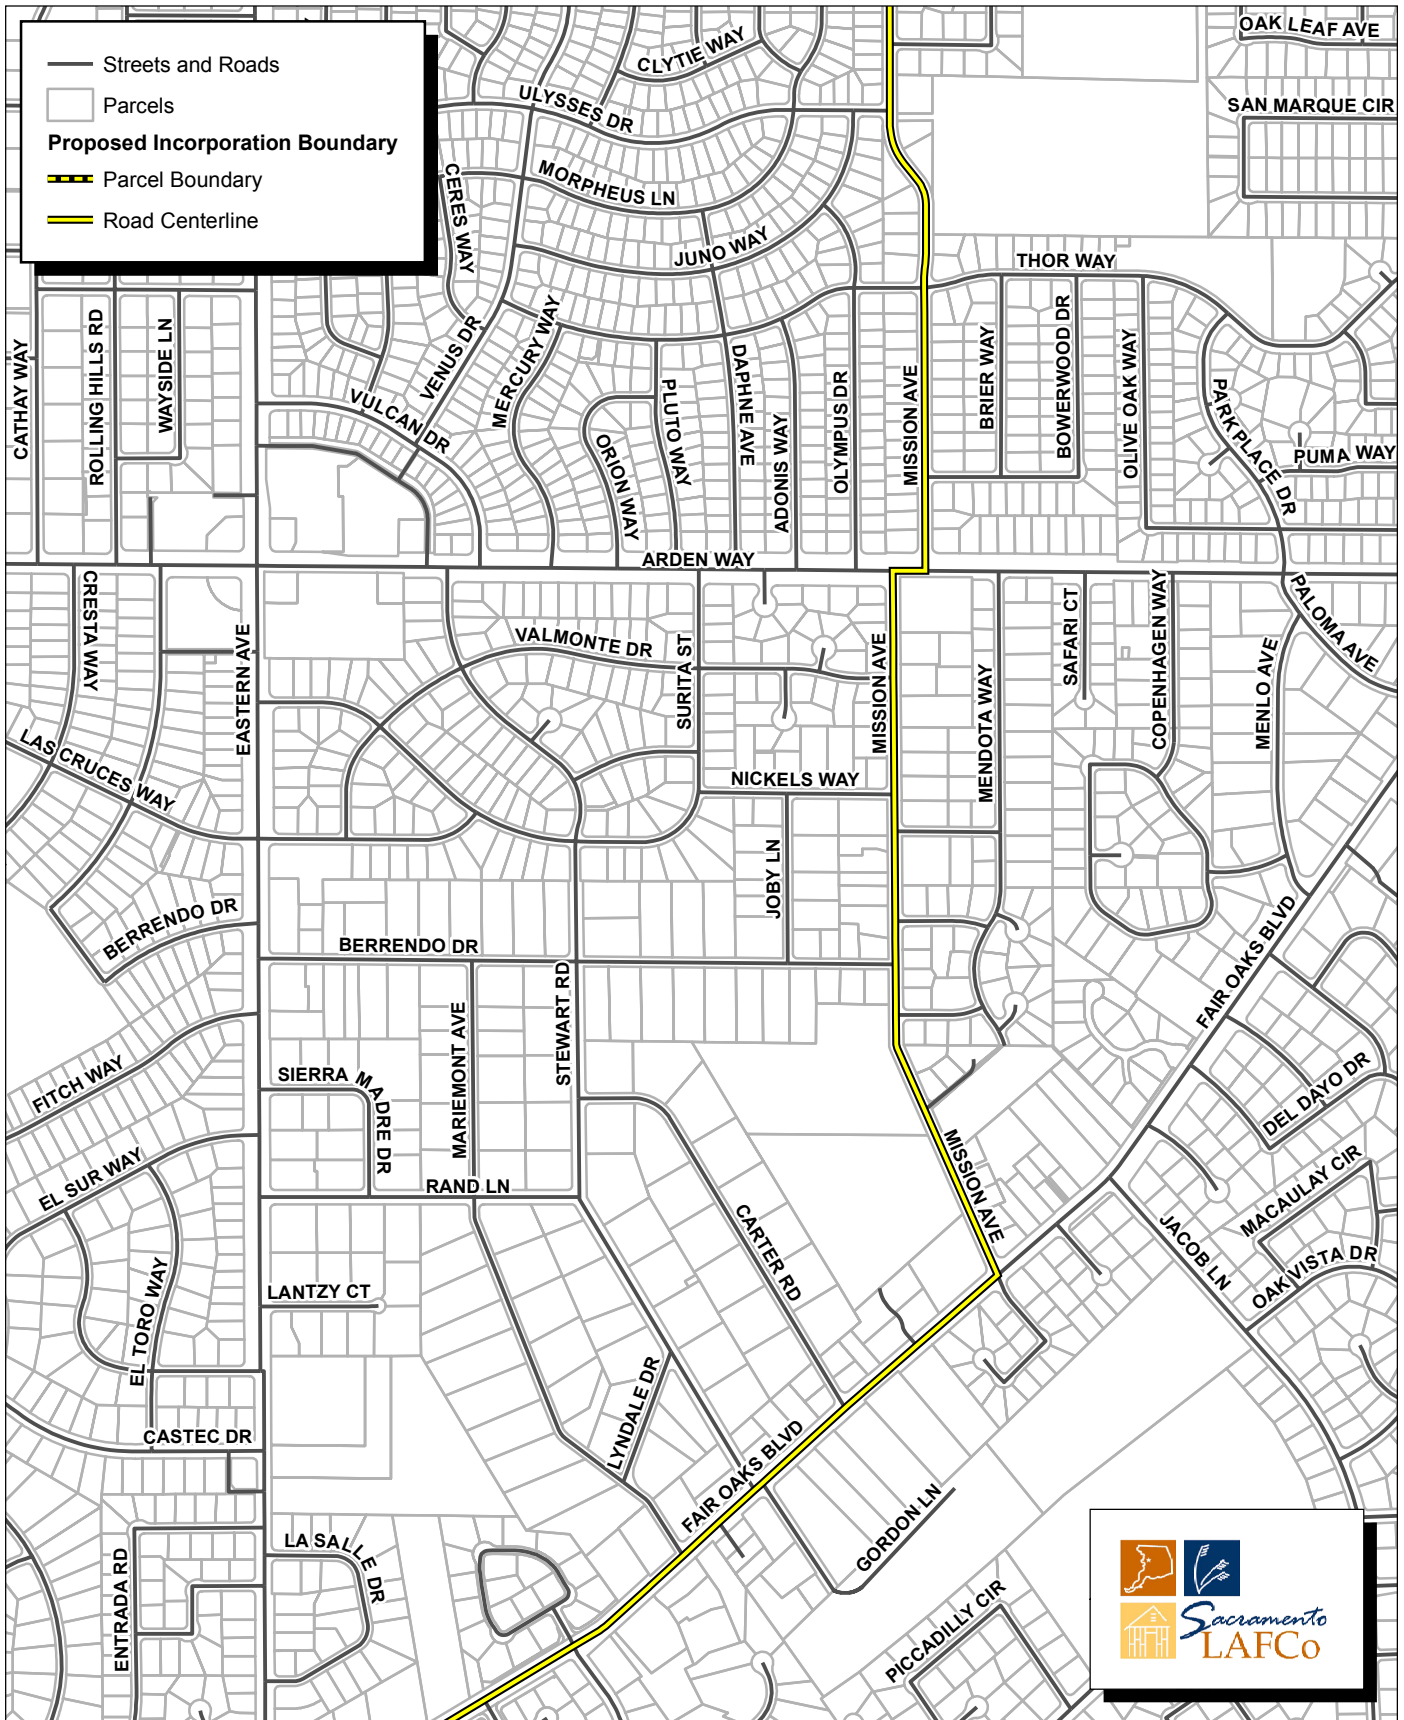 Streets and Roads
Parcels
Proposed Incorporation Boundary
Parcel Boundary
Road Centerline
OAK LEAF AVE
CLYTIE WAY
ULYSSES DR
SAN MARQUE CIR
CERES WAY
MORPHEUS LN
JUNO WAY
THOR WAY
CATHAY WAY
ROLLING HILLS RD
WAYSIDE LN
VENUS DR
MERCURY WAY
VULCAN DR
ORION WAY
PLUTO WAY
DAPHNE AVE
ADONIS WAY
OLYMPUS DR
MISSION AVE
BRIER WAY
BOWERWOOD DR
OLIVE OAK WAY
PARK PLACE DR
PUMA WAY
ARDEN WAY
CRESTA WAY
EASTERN AVE
VALMONTE DR
SURITA ST
MISSION AVE
MENDOTA WAY
SAFARI CT
COPENHAGEN WAY
MENLO AVE
PALOMA AVE
LAS CRUCES WAY
NICKELS WAY
JOBY LN
BERRENDO DR
BERRENDO DR
FAIR OAKS BLVD
STEWART RD
MARIEMONT AVE
FITCH WAY
SIERRA MADRE DR
DEL DAYO DR
MISSION AVE
EL SUR WAY
RAND LN
MACAULAY CIR
CARTER RD
JACOB LN
OAK VISTA DR
EL TORO WAY
LANTZY CT
LYNDALE DR
CASTEC DR
FAIR OAKS BLVD
GORDON LN
LA SALLE DR
ENTRADA RD
PICCADILLY CIR
Sacramento
LAFCo